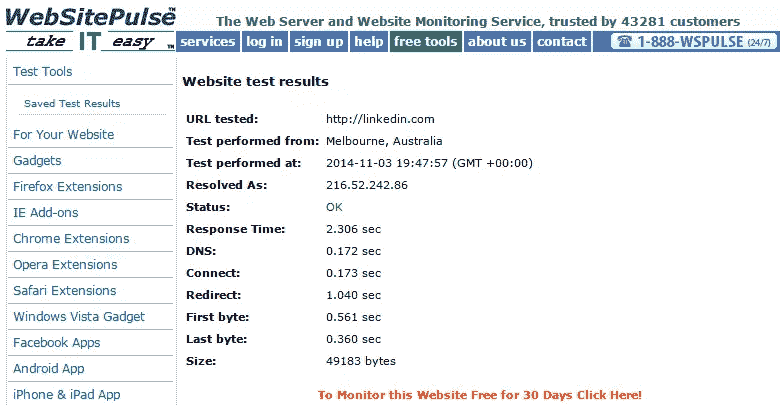 WebSitePulse™
take IT easy™
The Web Server and Website Monitoring Service, trusted by 43281 customers
services log in sign up help free tools about us contact 1-888-WSPULSE (24/7)
Test Tools
Saved Test Results
For Your Website
Gadgets
Firefox Extensions
IE Add-ons
Chrome Extensions
Opera Extensions
Safari Extensions
Windows Vista Gadget
Facebook Apps
Android App
iPhone & iPad App
Website test results
URL tested: http://linkedin.com
Test performed from: Melbourne, Australia
Test performed at: 2014-11-03 19:47:57 (GMT +00:00)
Resolved As: 216.52.242.86
Status: OK
Response Time: 2.306 sec
DNS: 0.172 sec
Connect: 0.173 sec
Redirect: 1.040 sec
First byte: 0.561 sec
Last byte: 0.360 sec
Size: 49183 bytes
To Monitor this Website Free for 30 Days Click Here!